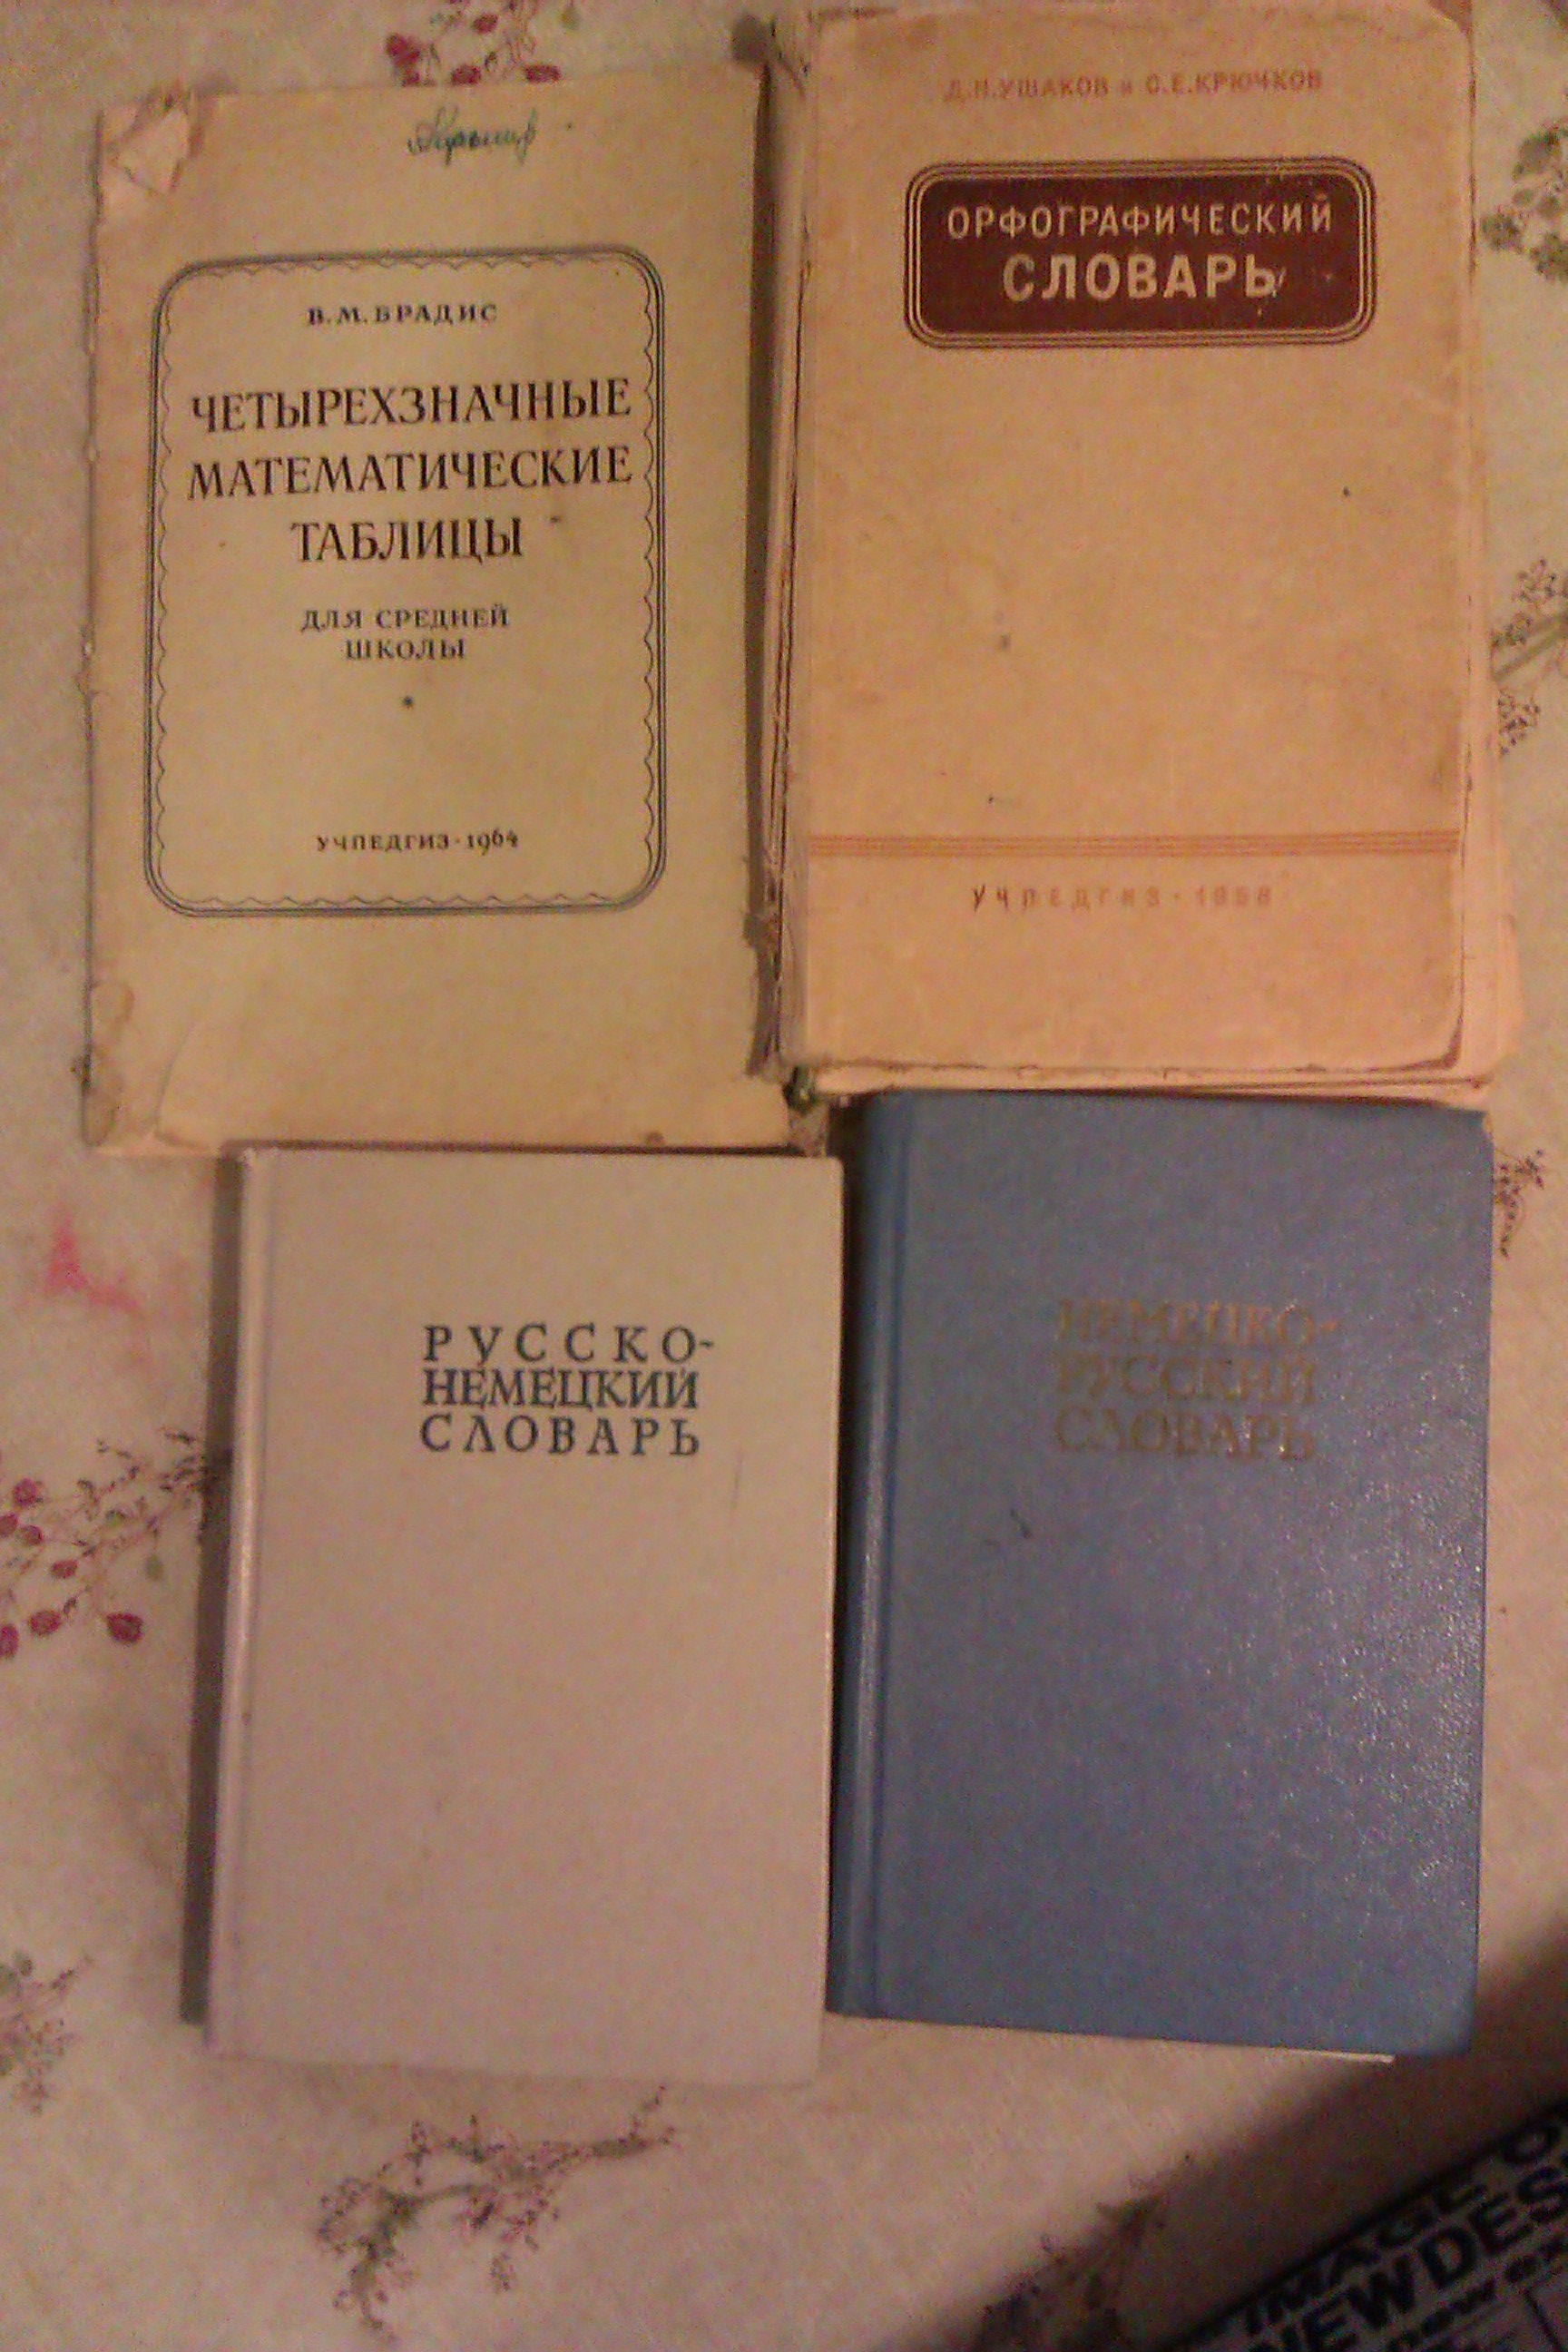 В. М. БРАДИС
ЧЕТЫРЕХЗНАЧНЫЕ
МАТЕМАТИЧЕСКИЕ
ТАБЛИЦЫ
ДЛЯ СРЕДНЕЙ
ШКОЛЫ
УЧПЕДГИЗ · 1964
Д. Н. УШАКОВ и С. Е. КРЮЧКОВ
ОРФОГРАФИЧЕСКИЙ
СЛОВАРЬ
УЧПЕДГИЗ ·
РУССКО-
НЕМЕЦКИЙ
СЛОВАРЬ
НЕМЕЦКО-
РУССКИЙ
СЛОВАРЬ
IMAGE